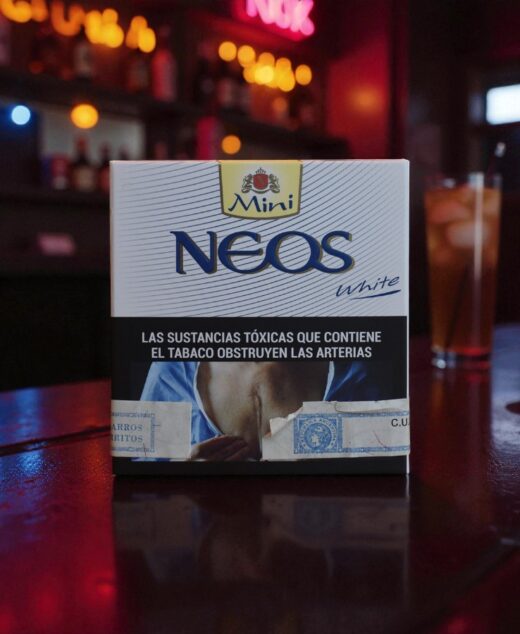 Mini
NEOS
White
LAS SUSTANCIAS TÓXICAS QUE CONTIENE
EL TABACO OBSTRUYEN LAS ARTERIAS